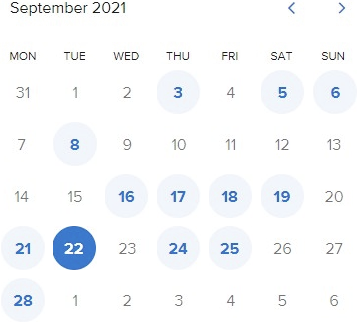 September 2021
MON TUE WED THU FRI SAT SUN
31 1 2 3 4 5 6
7 8 9 10 11 12 13
14 15 16 17 18 19 20
21 22 23 24 25 26 27
28 1 2 3 4 5 6